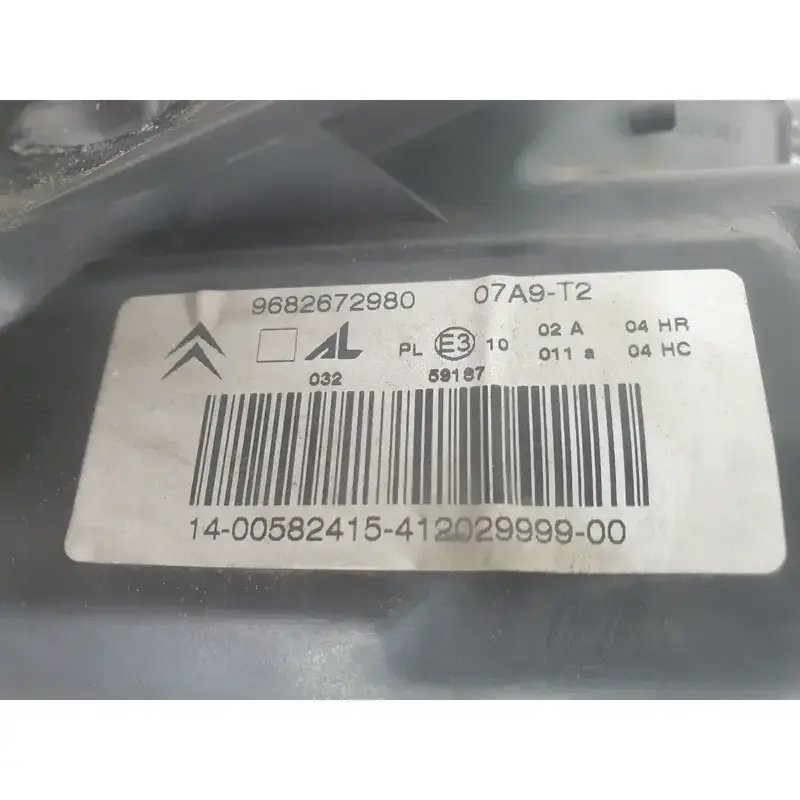 9682672980 07A9-T2
AL PL E3 10 02 A 04 HR
011 a 04 HC
032 59187
14-00582415-412029999-00